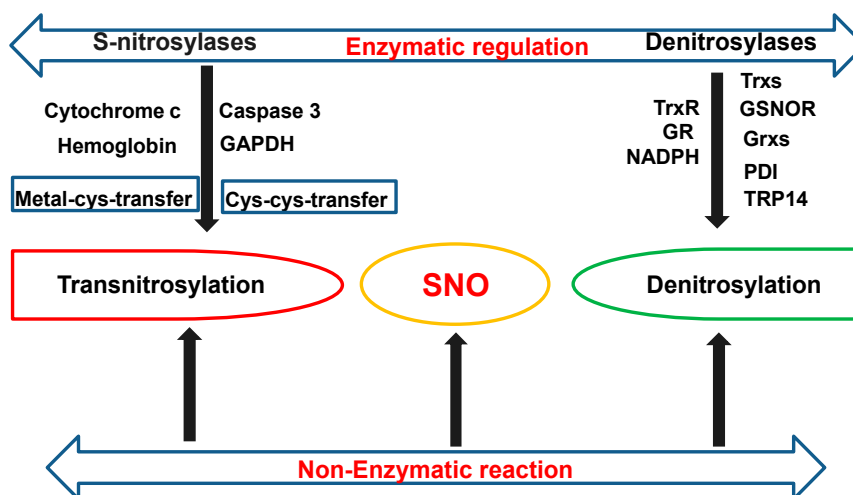 S-nitrosylases Enzymatic regulation Denitrosylases
Cytochrome c
Hemoglobin
Metal-cys-transfer
Caspase 3
GAPDH
Cys-cys-transfer
TrxR
GR
NADPH
Trxs
GSNOR
Grxs
PDI
TRP14
Transnitrosylation
SNO
Denitrosylation
Non-Enzymatic reaction